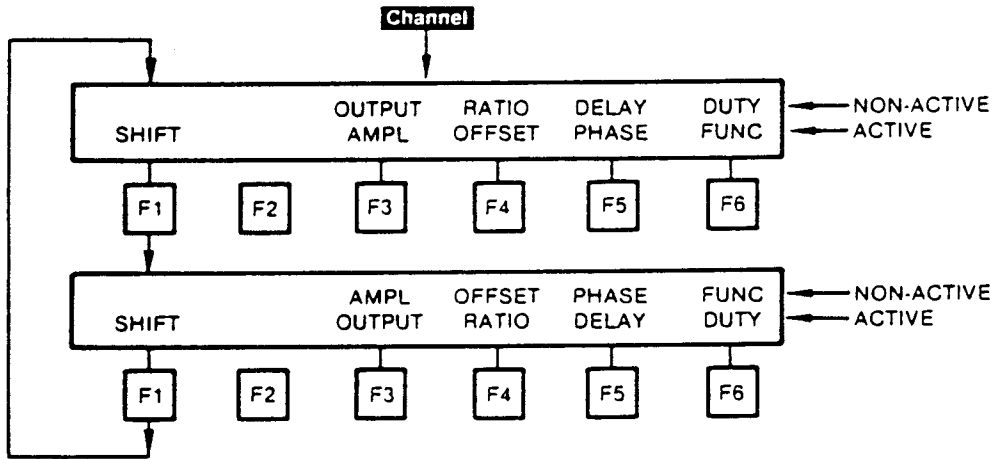 Channel
OUTPUT RATIO DELAY DUTY NON-ACTIVE
SHIFT AMPL OFFSET PHASE FUNC ACTIVE
F1 F2 F3 F4 F5 F6
AMPL OFFSET PHASE FUNC NON-ACTIVE
SHIFT OUTPUT RATIO DELAY DUTY ACTIVE
F1 F2 F3 F4 F5 F6